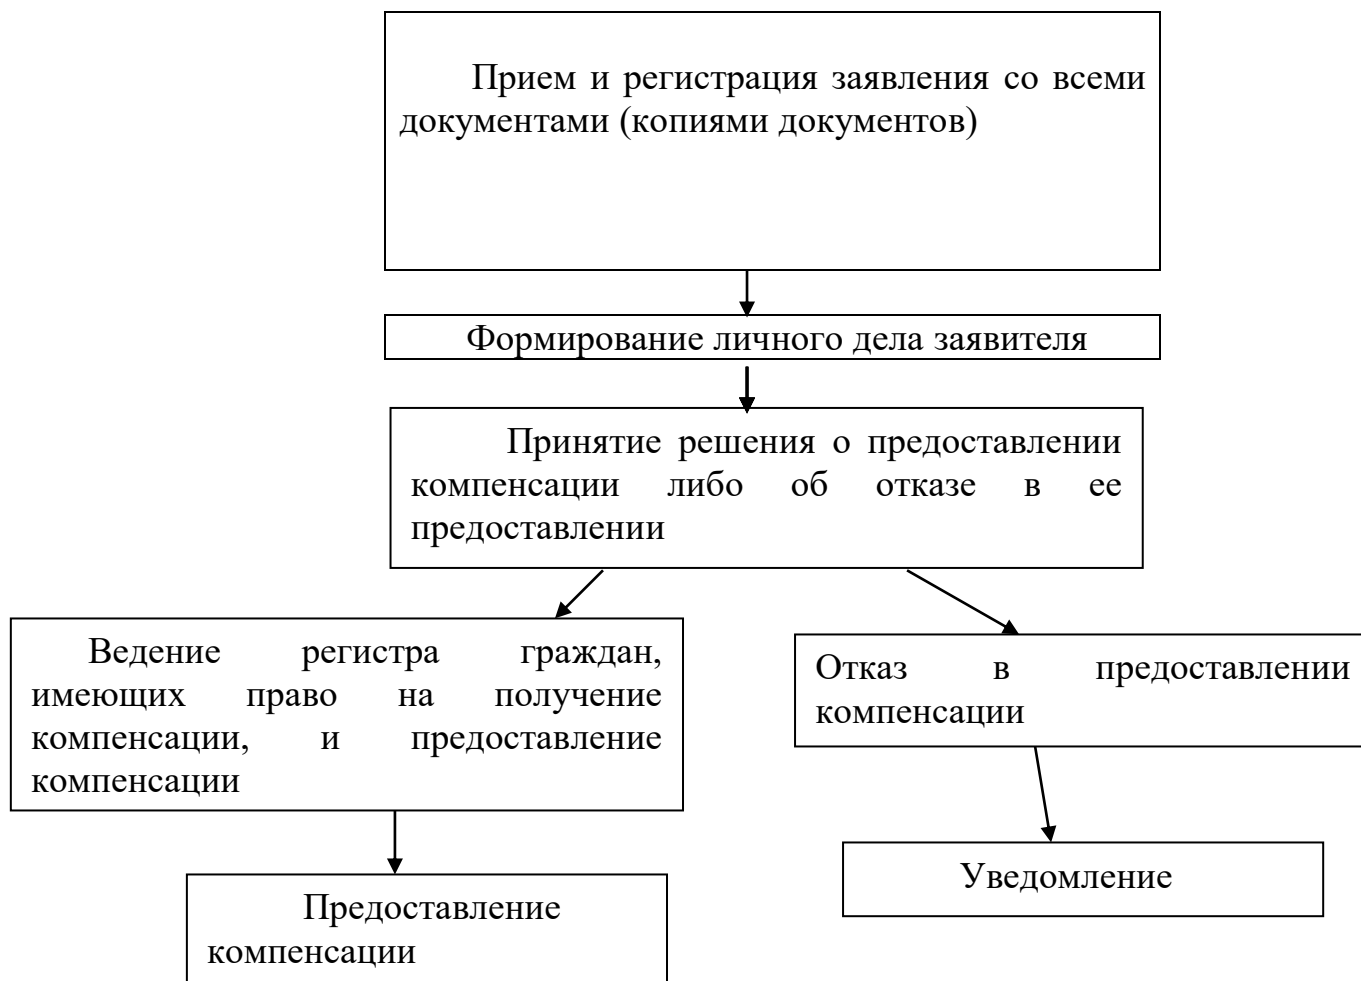 Прием и регистрация заявления со всеми
документами (копиями документов)
Формирование личного дела заявителя
Принятие решения о предоставлении
компенсации либо об отказе в ее
предоставлении
Ведение регистра граждан,
имеющих право на получение
компенсации, и предоставление
компенсации
Отказ в предоставлении
компенсации
Уведомление
Предоставление
компенсации